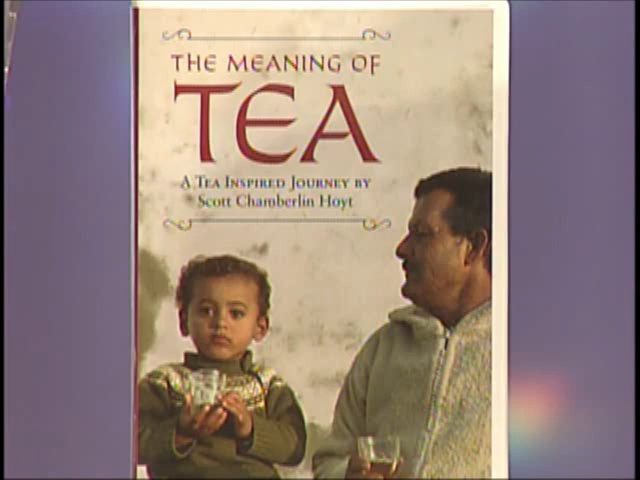 THE MEANING OF
TEA
A TEA INSPIRED JOURNEY BY
Scott Chamberlin Hoyt